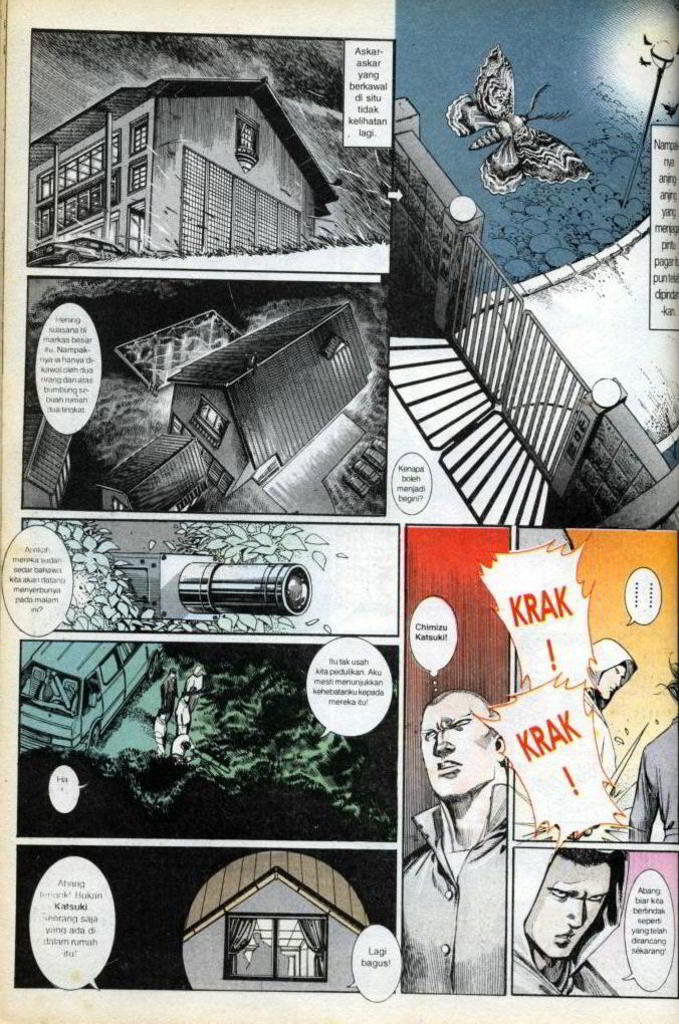 Askar-
askar
yang
berkawal
di situ
tidak
kelihatan
lagi.
Nampak-
nya
anjing-
anjing
yang
menjaga
pintu
pagar itu
pun telah
dipindah
-kan.
Hening
suasana di
markas besar
itu. Nampak-
nya ia hanya di-
kawal oleh dua
orang dari atas
bumbung se-
buah rumah
dua tingkat.
Kenapa
boleh
menjadi
begini?
Apakah
mereka sudah
sedar bahawa
kita akan datang
menyerbunya
pada malam
ini?
Itu tak usah
kita pedulikan. Aku
mesti menunjukkan
kehebatanku kepada
mereka itu!
Ha
Abang
tengok! Bukan
Katsuki
seorang saja
yang ada di
dalam rumah
itu!
Lagi
bagus!
Chimizu
Katsuki!
KRAK
!
KRAK
!
Abang,
biar kita
bertindak
seperti
yang telah
dirancang
sekarang!